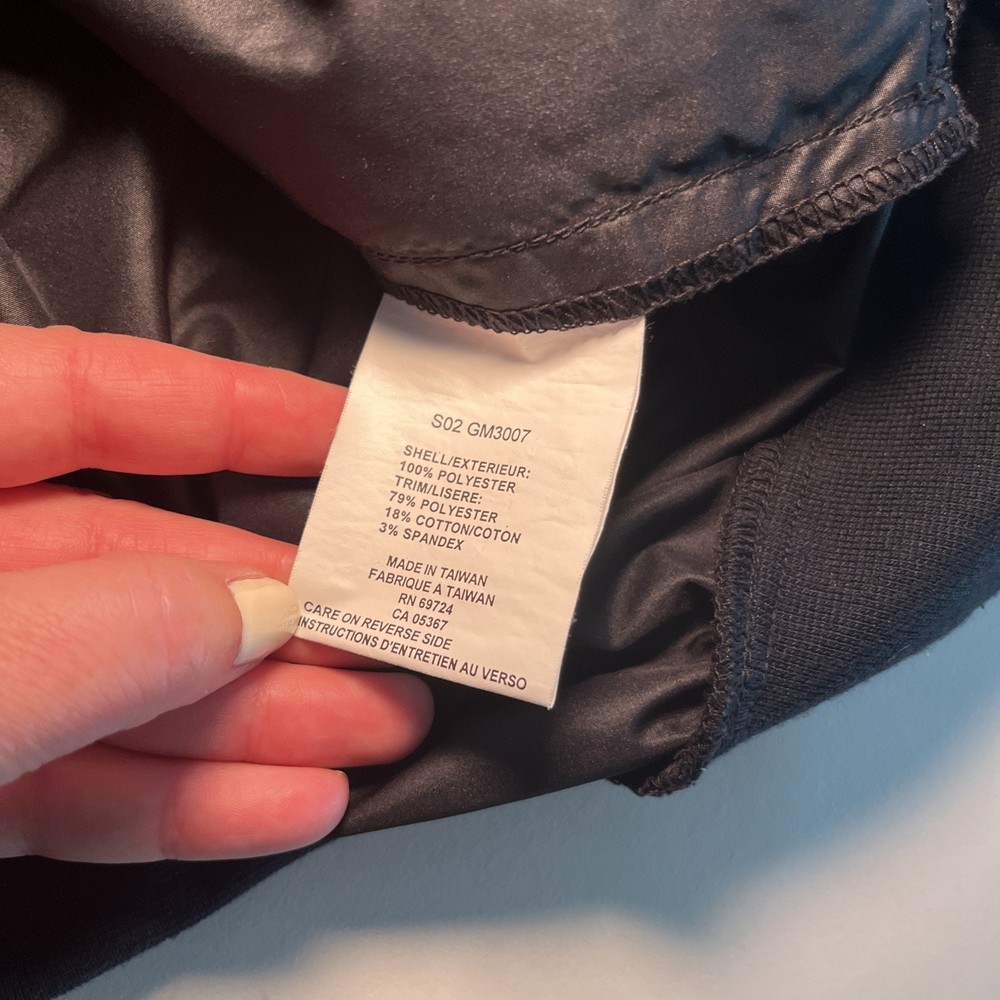 S02 GM3007
SHELL/EXTERIEUR:
100% POLYESTER
TRIM/LISERE:
79% POLYESTER
18% COTTON/COTON
3% SPANDEX
MADE IN TAIWAN
FABRIQUE A TAIWAN
RN 69724
CA 05367
CARE ON REVERSE SIDE
INSTRUCTIONS D'ENTRETIEN AU VERSO